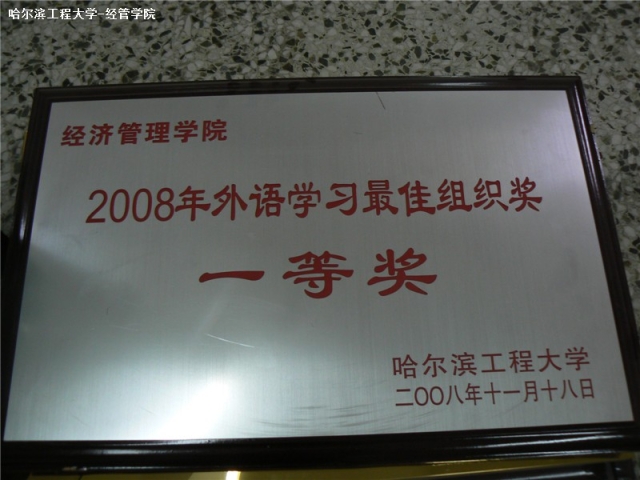 哈尔滨工程大学-经管学院
经济管理学院
2008年外语学习最佳组织奖
一等奖
哈尔滨工程大学
二〇〇八年十一月十八日